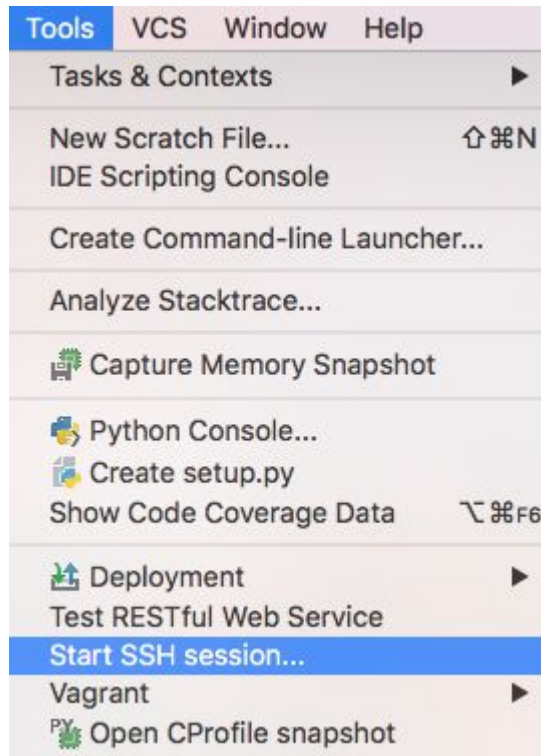 Tools VCS Window Help
Tasks & Contexts ▶
New Scratch File... ⇧⌘N
IDE Scripting Console
Create Command-line Launcher...
Analyze Stacktrace...
Capture Memory Snapshot
Python Console...
Create setup.py
Show Code Coverage Data ⌥⌘F6
Deployment ▶
Test RESTful Web Service
Start SSH session...
Vagrant ▶
Open CProfile snapshot